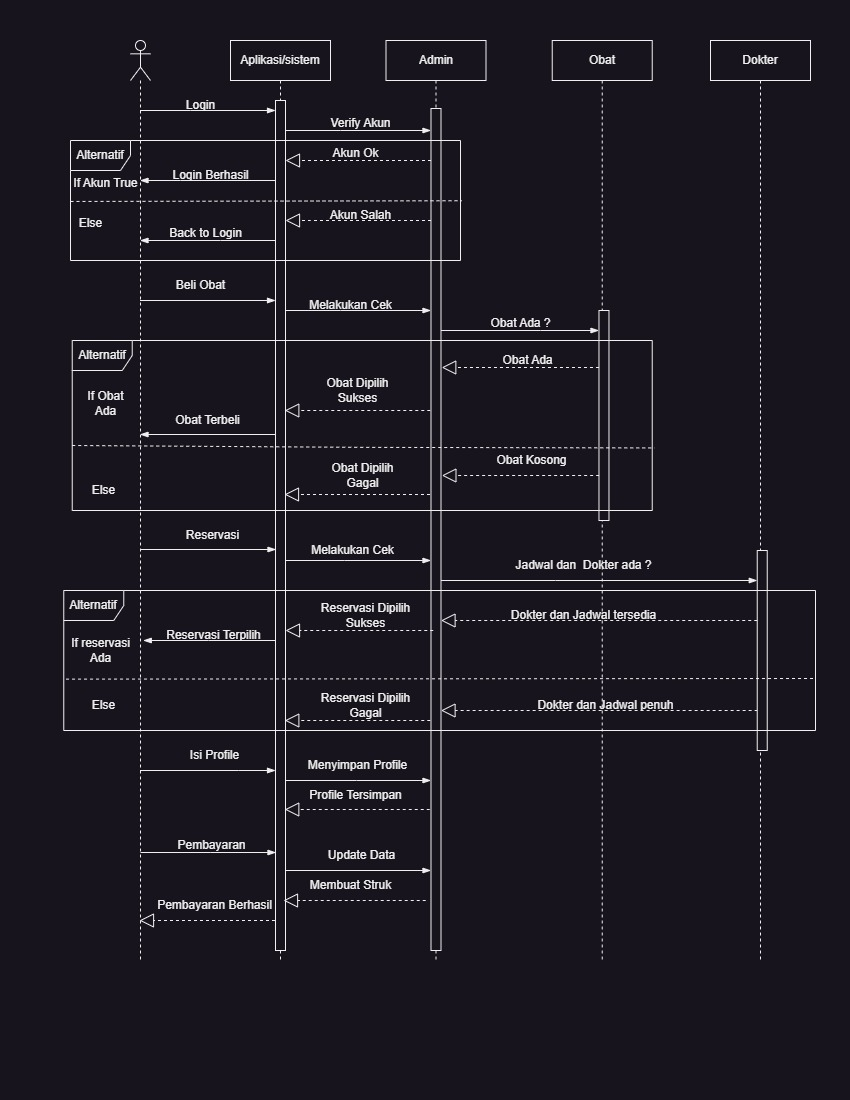 Aplikasi/sistem
Admin
Obat
Dokter
Login
Verify Akun
Alternatif
Akun Ok
If Akun True
Login Berhasil
Akun Salah
Else
Back to Login
Beli Obat
Melakukan Cek
Obat Ada ?
Alternatif
Obat Ada
If Obat
Ada
Obat Dipilih
Sukses
Obat Terbeli
Obat Kosong
Else
Obat Dipilih
Gagal
Reservasi
Melakukan Cek
Jadwal dan  Dokter ada ?
Alternatif
Reservasi Dipilih
Sukses
Dokter dan Jadwal tersedia
If reservasi
Ada
Reservasi Terpilih
Else
Reservasi Dipilih
Gagal
Dokter dan Jadwal penuh
Isi Profile
Menyimpan Profile
Profile Tersimpan
Pembayaran
Update Data
Membuat Struk
Pembayaran Berhasil